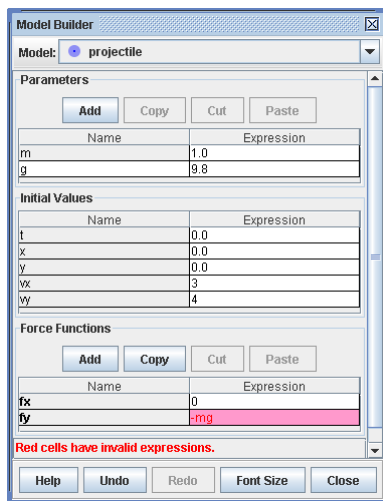 Model Builder
Model: projectile
Parameters
Add Copy Cut Paste
Name Expression
m 1.0
g 9.8
Initial Values
Name Expression
t 0.0
x 0.0
y 0.0
vx 3
vy 4
Force Functions
Add Copy Cut Paste
Name Expression
fx 0
fy -mg
Red cells have invalid expressions.
Help Undo Redo Font Size Close